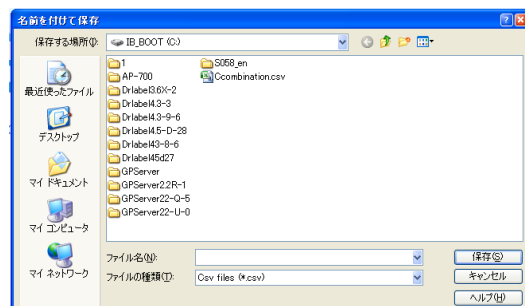 名前を付けて保存
保存する場所(I):
IB_BOOT (C:)
最近使ったファイル
デスクトップ
マイ ドキュメント
マイ コンピュータ
マイ ネットワーク
1
AP-700
Drlabel3.6X-2
Drlabel4.3-3
Drlabel4.3-9-6
Drlabel4.5-D-28
Drlabel43-8-6
Drlabel45d27
GPServer
GPServer2.2R-1
GPServer22-Q-5
GPServer22-U-0
S058_en
Ccombination.csv
ファイル名(N):
保存(S)
ファイルの種類(T):
Csv files (*.csv)
キャンセル
ヘルプ(H)